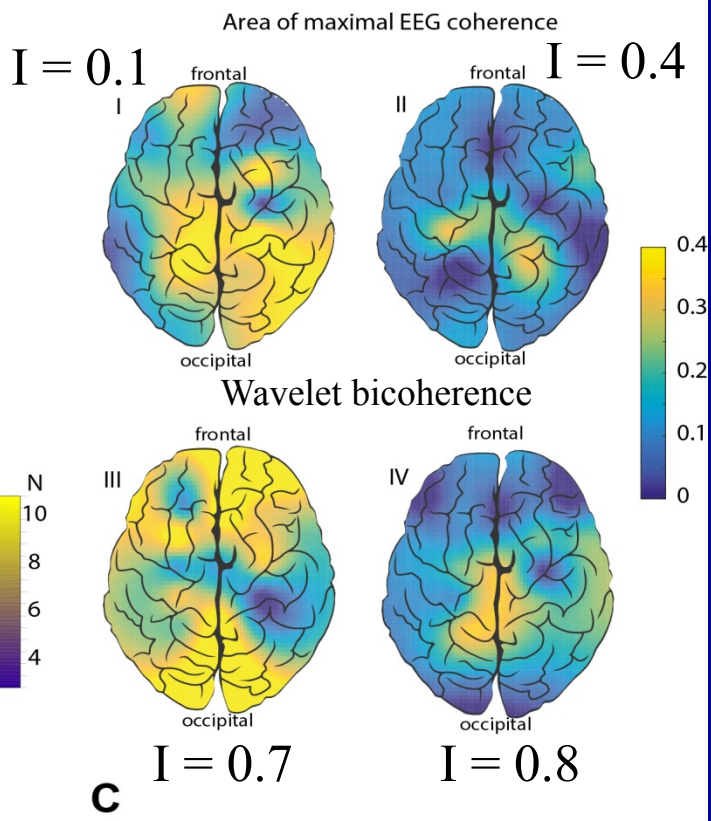 Area of maximal EEG coherence
I = 0.1
I = 0.4
frontal
frontal
I
II
occipital
occipital
0.4
0.3
0.2
0.1
0
Wavelet bicoherence
frontal
frontal
III
IV
N
10
8
6
4
occipital
occipital
I = 0.7
I = 0.8
C